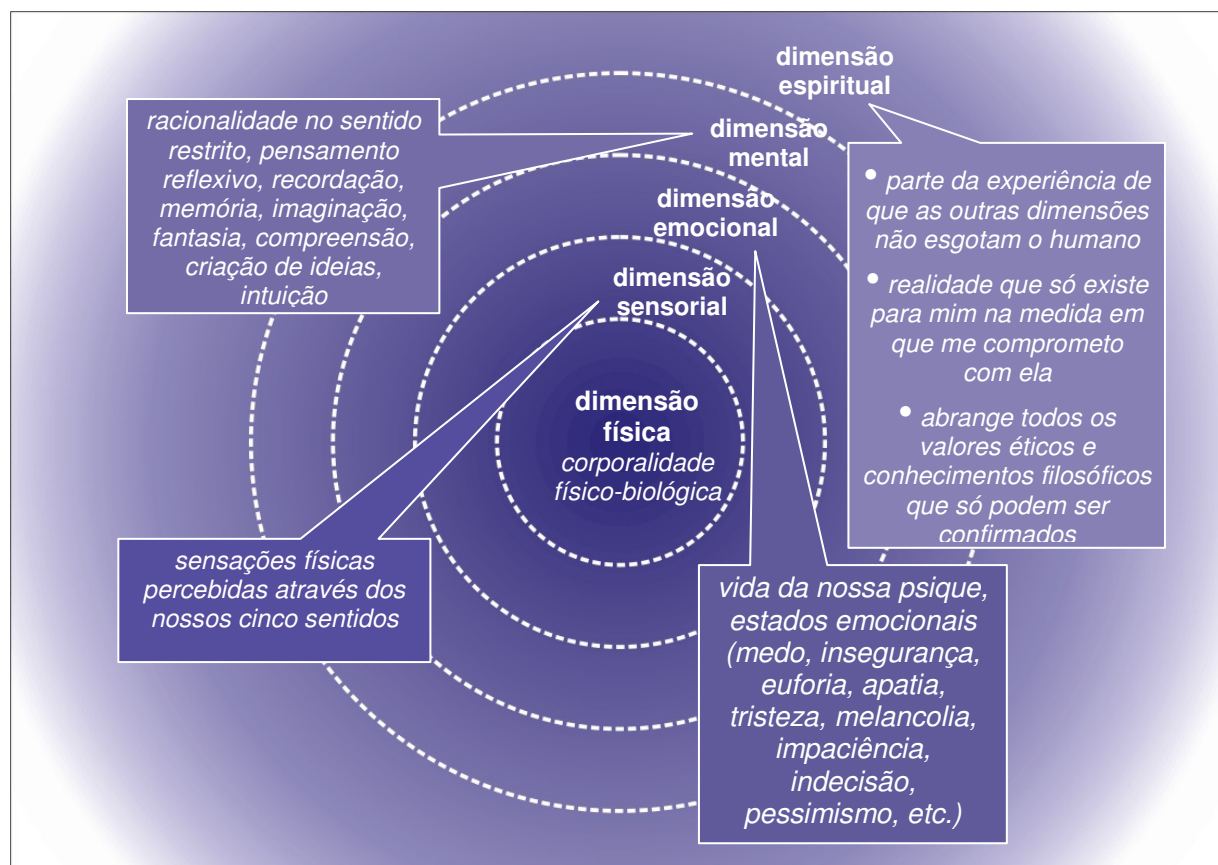 dimensão
espiritual
racionalidade no sentido
restrito, pensamento
reflexivo, recordação,
memória, imaginação,
fantasia, compreensão,
criação de ideias,
intuição
dimensão
mental
• parte da experiência de
que as outras dimensões
não esgotam o humano
• realidade que só existe
para mim na medida em
que me comprometo
com ela
• abrange todos os
valores éticos e
conhecimentos filosóficos
que só podem ser
confirmados
dimensão
emocional
dimensão
sensorial
dimensão
física
corporalidade
físico-biológica
sensações físicas
percebidas através dos
nossos cinco sentidos
vida da nossa psique,
estados emocionais
(medo, insegurança,
euforia, apatia,
tristeza, melancolia,
impaciência,
indecisão,
pessimismo, etc.)